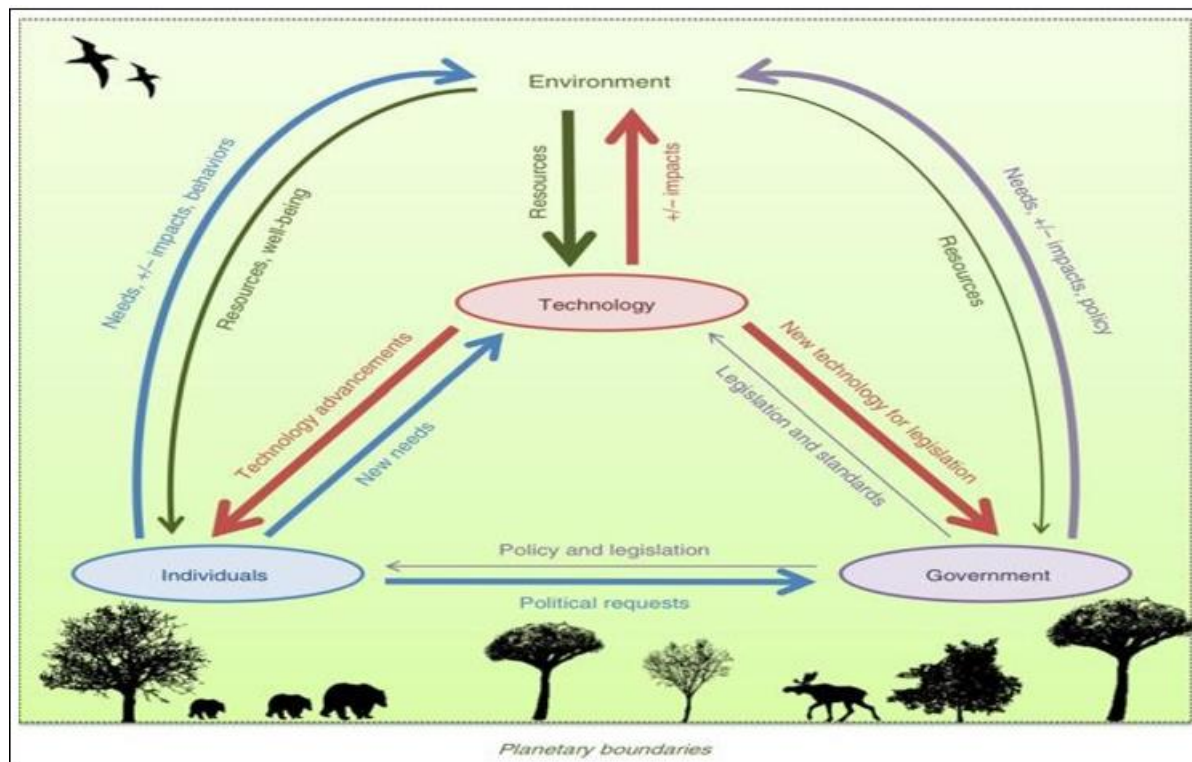 Environment
Needs, +/− impacts, behaviors
Resources, well-being
Resources
+/− impacts
Resources
Needs, +/− impacts, policy
Technology
Technology advancements
New needs
New technology for legislation
Legislation and standards
Individuals
Policy and legislation
Political requests
Government
Planetary boundaries